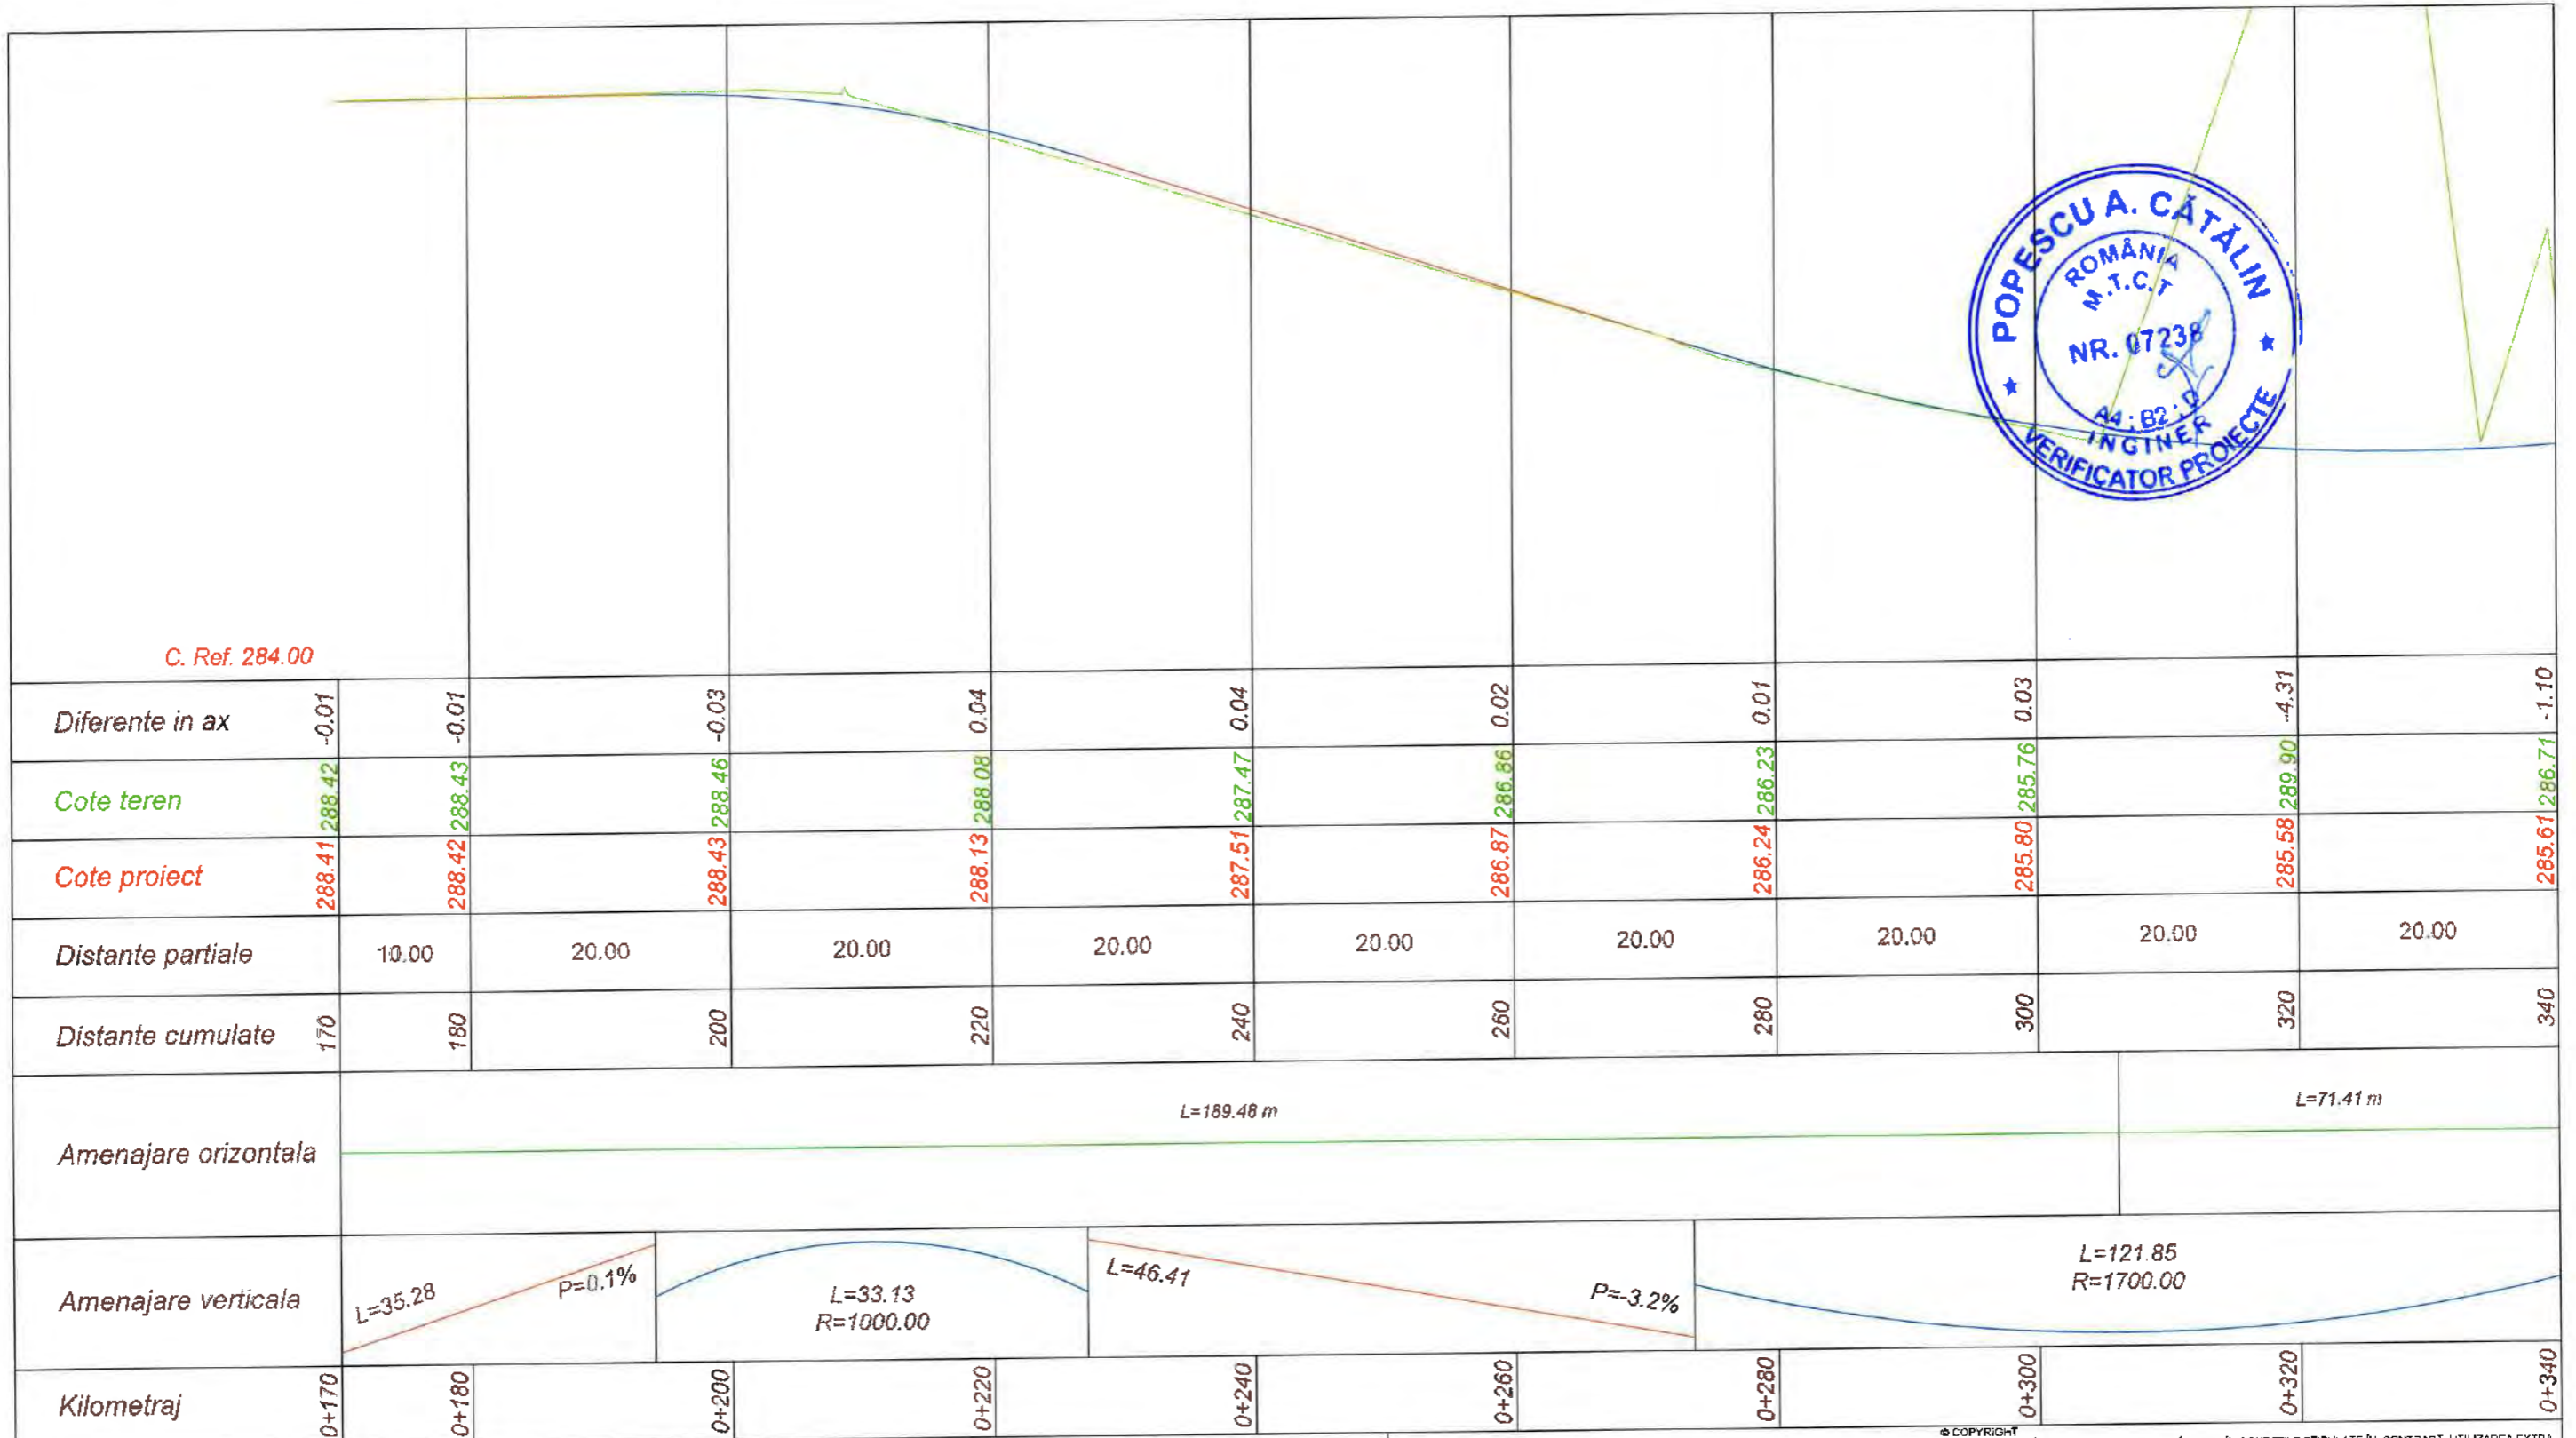 POPESCU A. CĂTĂLIN
ROMÂNIA
M.T.C.T
NR. 07238
A4 ; B2 ; D
INGINER
VERIFICATOR PROIECTE
C. Ref. 284.00
Diferente in ax -0.01 -0.01 -0.03 0.04 0.04 0.02 0.01 0.03 -4.31 -1.10
Cote teren 288.42 288.43 288.46 288.08 287.47 286.86 286.23 285.76 289.90 286.71
Cote proiect 288.41 288.42 288.43 288.13 287.51 286.87 286.24 285.80 285.58 285.61
Distante partiale 10.00 20.00 20.00 20.00 20.00 20.00 20.00 20.00 20.00
Distante cumulate 170 180 200 220 240 260 280 300 320 340
L=189.48 m L=71.41 m
Amenajare orizontala
Amenajare verticala
L=35.28 P=0.1%
L=33.13
R=1000.00
L=46.41 P=-3.2%
L=121.85
R=1700.00
Kilometraj 0+170 0+180 0+200 0+220 0+240 0+260 0+280 0+300 0+320 0+340
© COPYRIGHT
CONTRACT. UTILIZAREA EXTRA